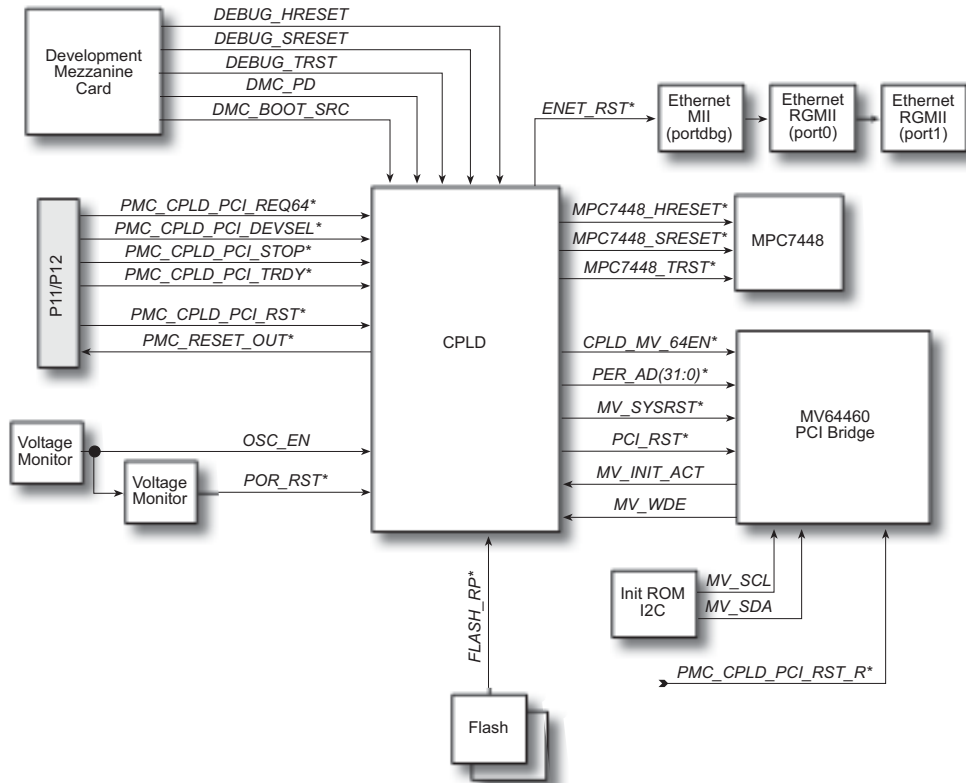 DEBUG_HRESET
DEBUG_SRESET
DEBUG_TRST
DMC_PD
DMC_BOOT_SRC
Development
Mezzanine
Card
ENET_RST*
Ethernet
MII
(portdbg)
Ethernet
RGMII
(port0)
Ethernet
RGMII
(port1)
P11/P12
PMC_CPLD_PCI_REQ64*
PMC_CPLD_PCI_DEVSEL*
PMC_CPLD_PCI_STOP*
PMC_CPLD_PCI_TRDY*
PMC_CPLD_PCI_RST*
PMC_RESET_OUT*
CPLD
MPC7448_HRESET*
MPC7448_SRESET*
MPC7448_TRST*
MPC7448
CPLD_MV_64EN*
PER_AD(31:0)*
MV_SYSRST*
PCI_RST*
MV_INIT_ACT
MV_WDE
MV64460
PCI Bridge
Voltage
Monitor
OSC_EN
Voltage
Monitor
POR_RST*
FLASH_RP*
Flash
Init ROM
I2C
MV_SCL
MV_SDA
PMC_CPLD_PCI_RST_R*